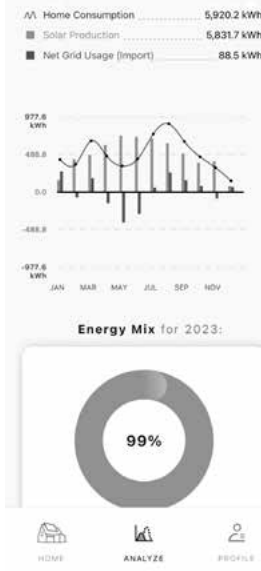 Home Consumption 5,920.2 kWh
Solar Production 5,831.7 kWh
Net Grid Usage (Import) 88.5 kWh
977.6
kWh
488.8
0.0
-488.8
-977.6
kWh
JAN MAR MAY JUL SEP NOV
Energy Mix for 2023:
99%
HOME ANALYZE PROFILE